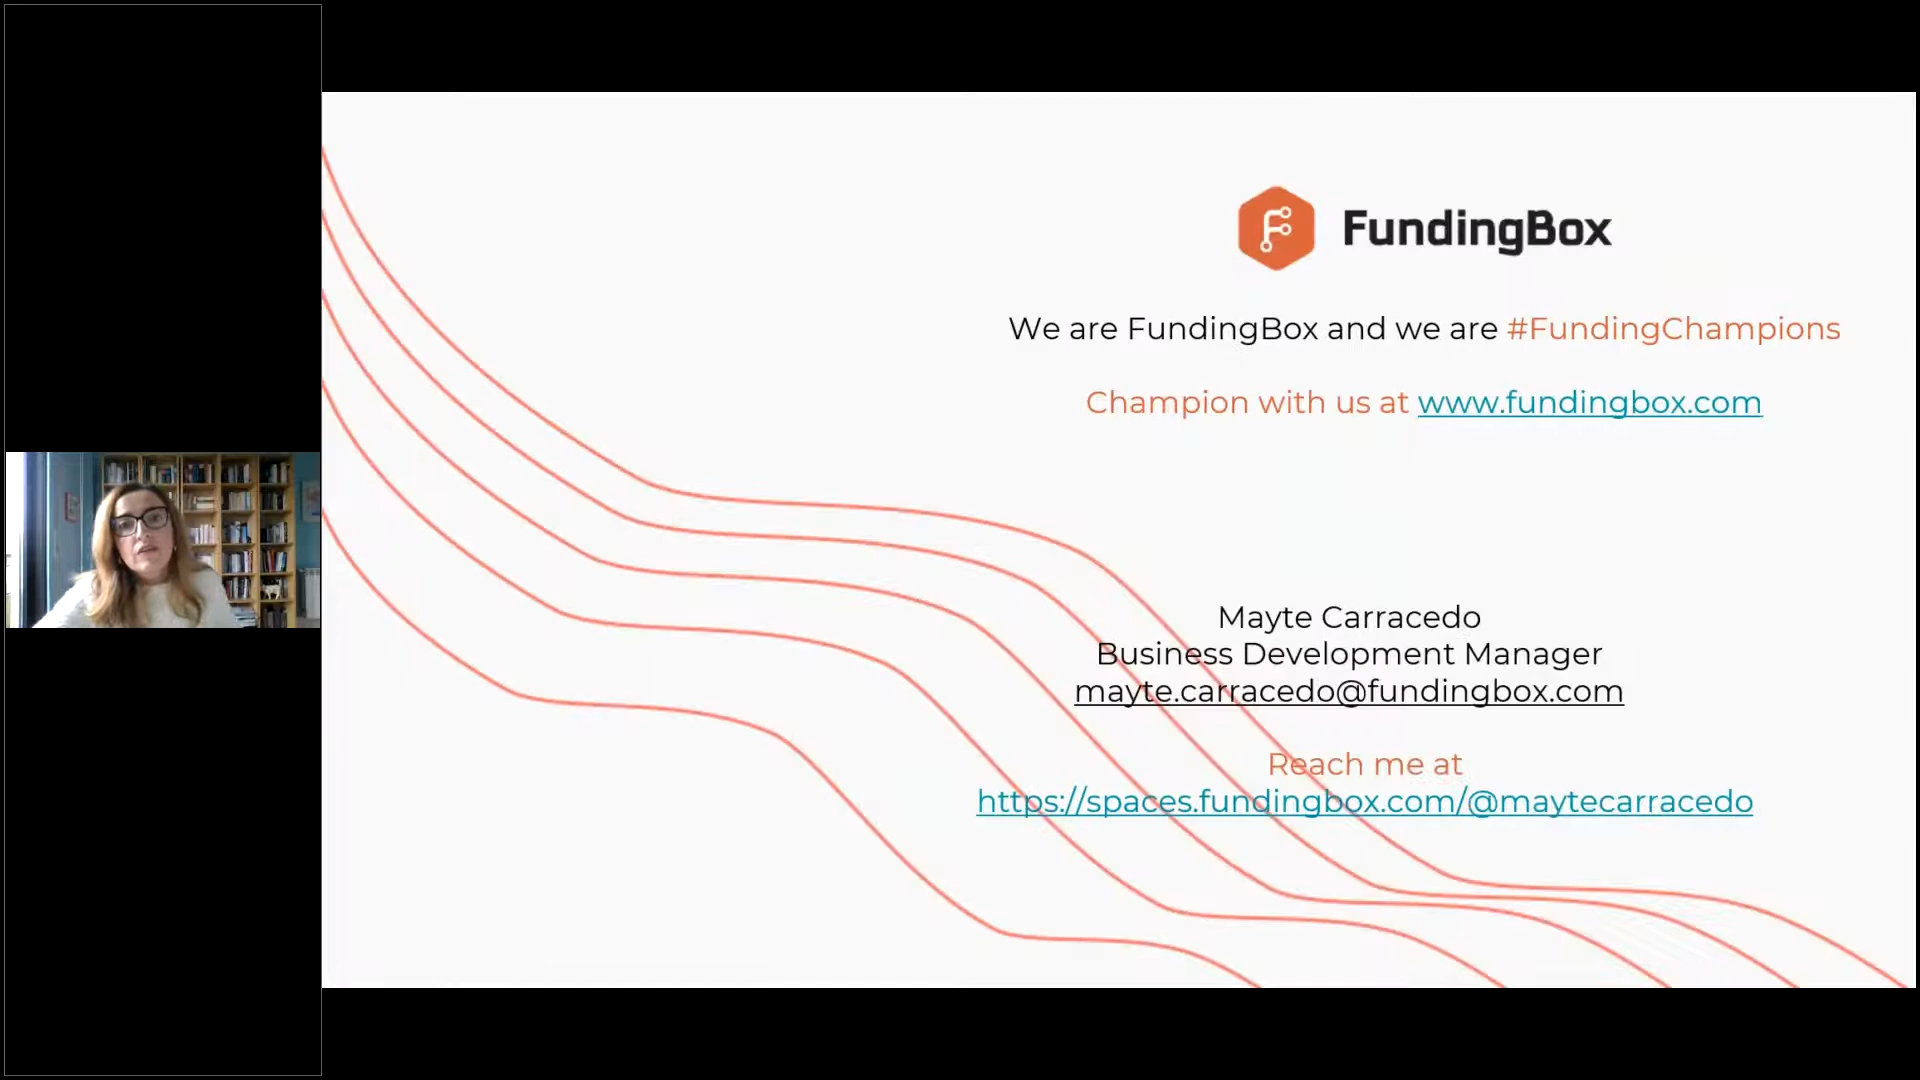 FundingBox
We are FundingBox and we are #FundingChampions
Champion with us at www.fundingbox.com
Mayte Carracedo
Business Development Manager
mayte.carracedo@fundingbox.com
Reach me at
https://spaces.fundingbox.com/@maytecarracedo